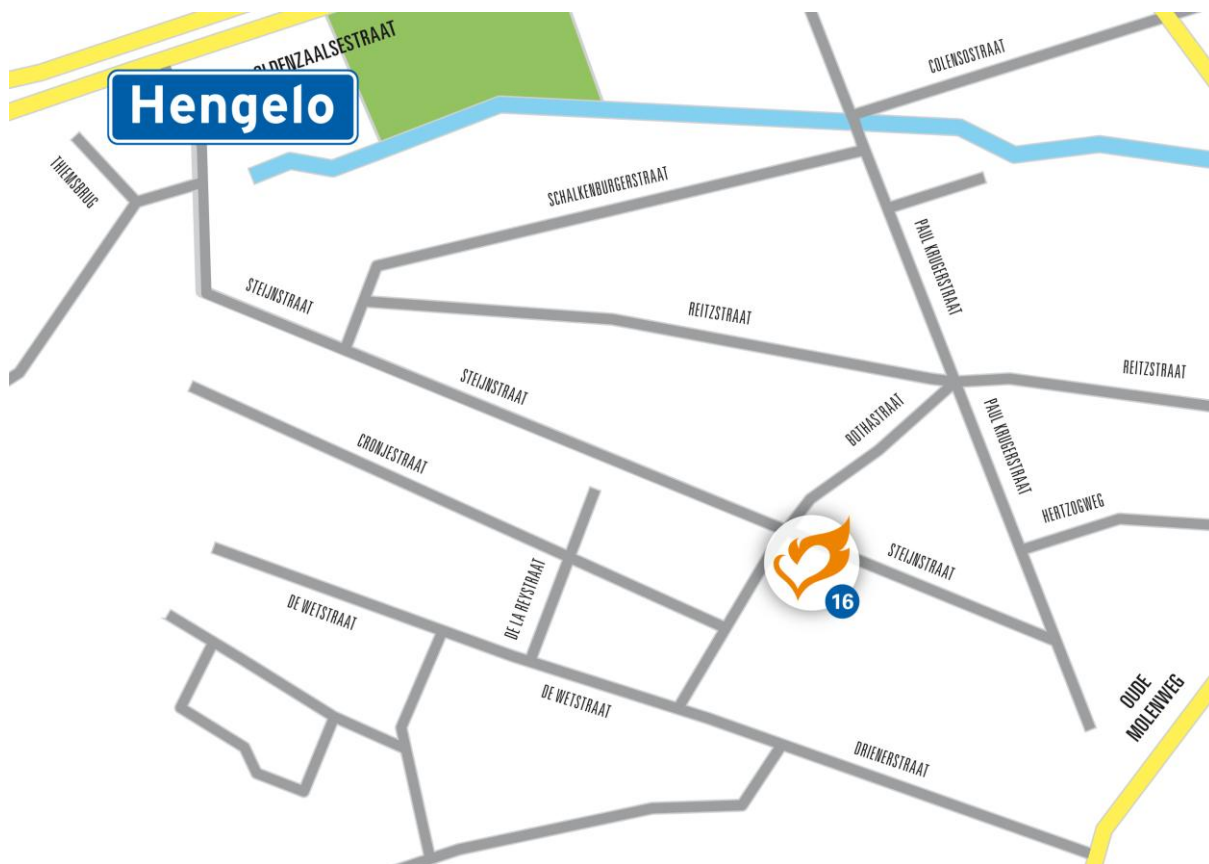 OLDENZAALSESTRAAT
Hengelo
COLENSOSTRAAT
THIEMSBRUG
SCHALKENBURGERSTRAAT
PAUL KRUGERSTRAAT
STEIJNSTRAAT
REITZSTRAAT
REITZSTRAAT
STEIJNSTRAAT
BOTHASTRAAT
PAUL KRUGERSTRAAT
CRONJESTRAAT
HERTZOGWEG
STEIJNSTRAAT
16
DE LA REYSTRAAT
DE WETSTRAAT
DE WETSTRAAT
OUDE
MOLENWEG
DRIENERSTRAAT